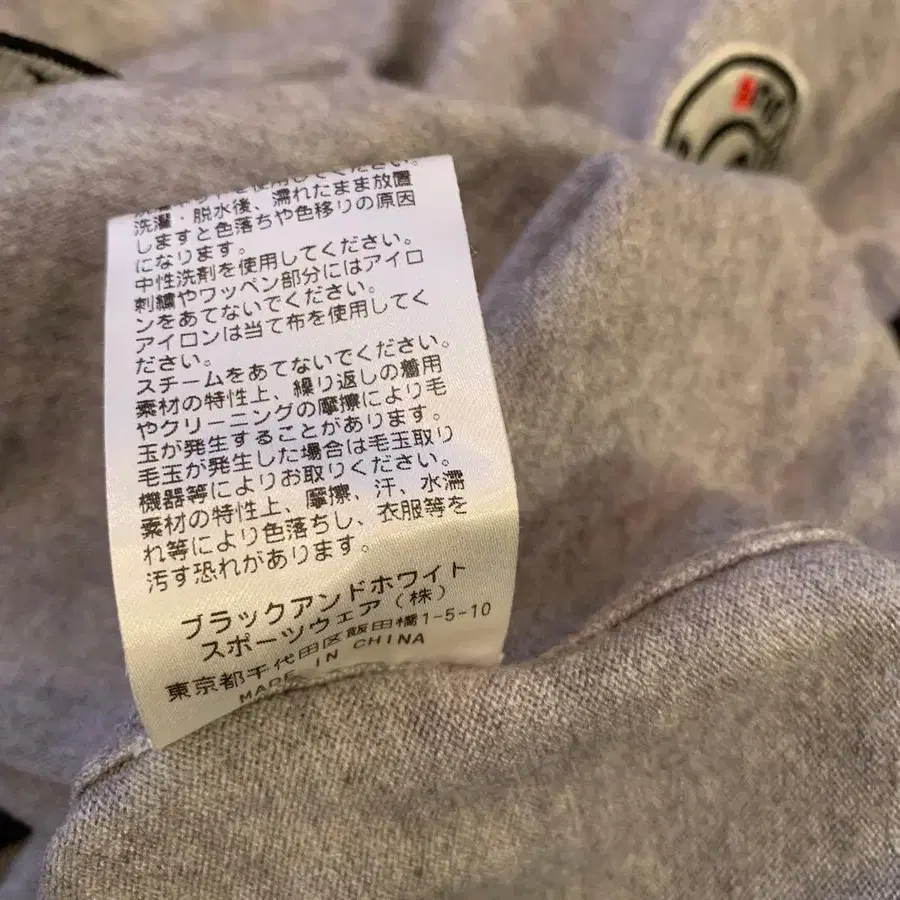 を使用してください。
洗濯・脱水後、濡れたまま放置
しますと色落ちや色移りの原因
になります。
中性洗剤を使用してください。
刺繍やワッペン部分にはアイロ
ンをあてないでください。
アイロンは当て布を使用してく
ださい。
スチームをあてないでください。
素材の特性上、繰り返しの着用
やクリーニングの摩擦により毛
玉が発生することがあります。
毛玉が発生した場合は毛玉取り
機器等によりお取りください。
素材の特性上、摩擦、汗、水濡
れ等により色落ちし、衣服等を
汚す恐れがあります。
ブラックアンドホワイト
スポーツウェア(株)
東京都千代田区飯田橋1-5-10
MADE IN CHINA